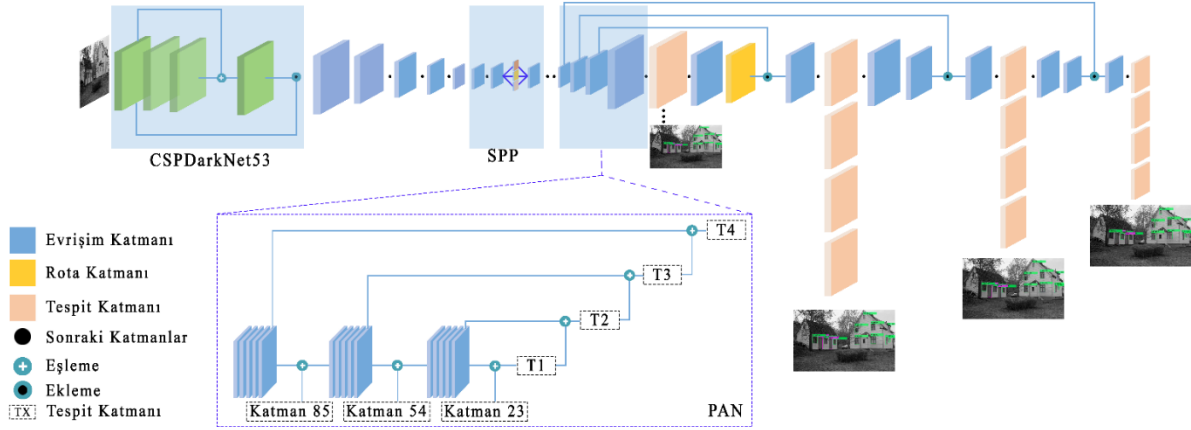 CSPDarkNet53
SPP
Evrişim Katmanı
Rota Katmanı
Tespit Katmanı
Sonraki Katmanlar
Eşleme
Ekleme
TX Tespit Katmanı
T4
T3
T2
T1
Katman 85 Katman 54 Katman 23
PAN